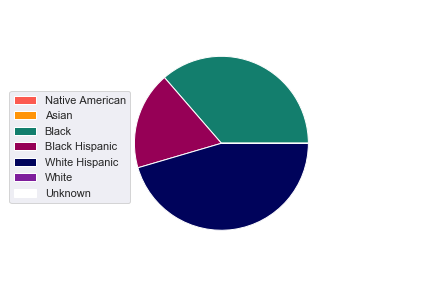 Native American
Asian
Black
Black Hispanic
White Hispanic
White
Unknown